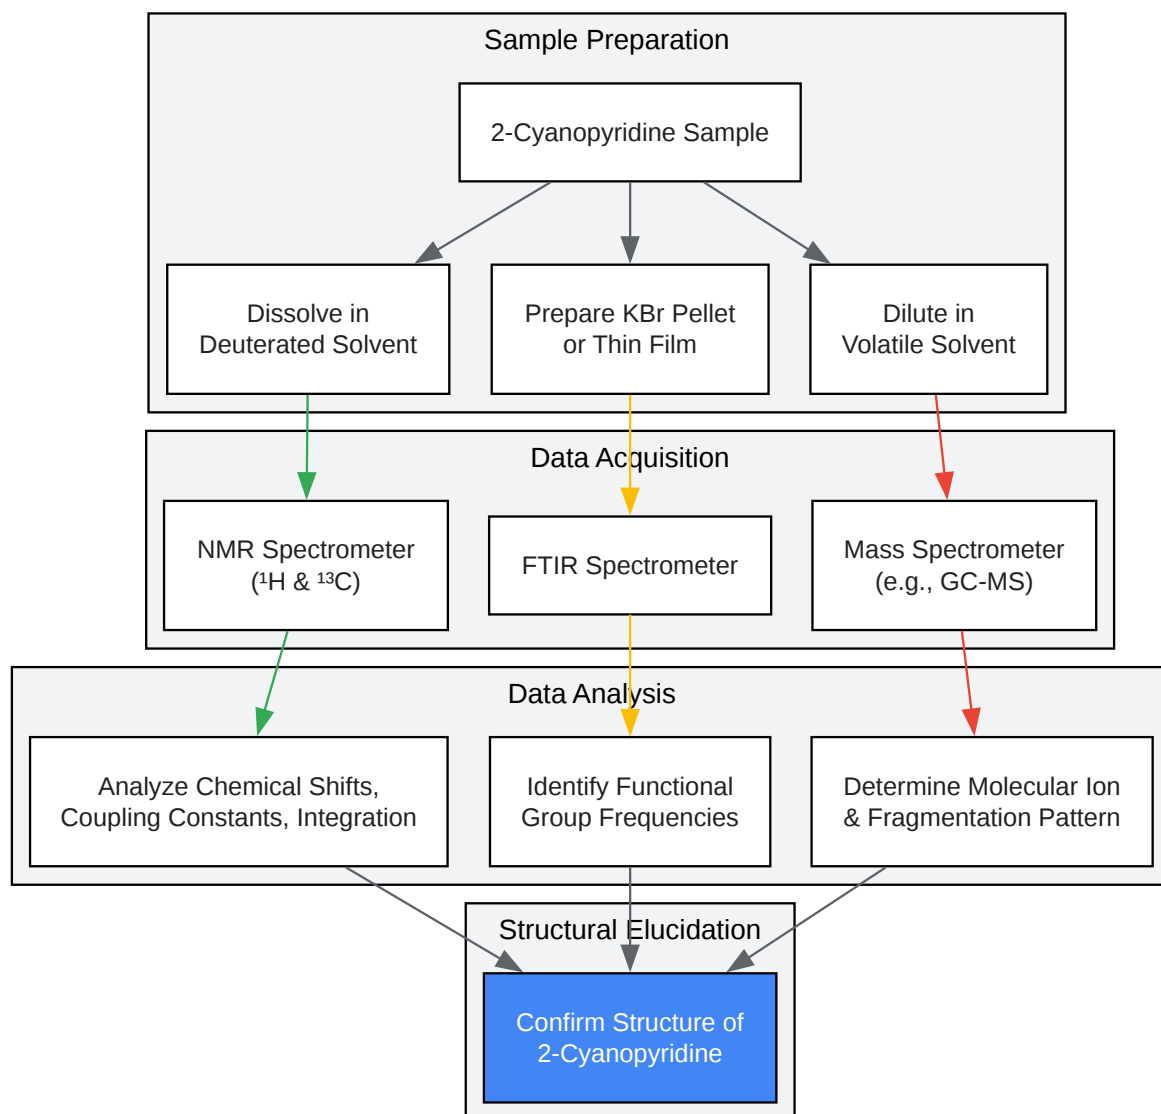 Sample Preparation
2-Cyanopyridine Sample
Dissolve in
Deuterated Solvent
Prepare KBr Pellet
or Thin Film
Dilute in
Volatile Solvent
Data Acquisition
NMR Spectrometer
(¹H & ¹³C)
FTIR Spectrometer
Mass Spectrometer
(e.g., GC-MS)
Data Analysis
Analyze Chemical Shifts,
Coupling Constants, Integration
Identify Functional
Group Frequencies
Determine Molecular Ion
& Fragmentation Pattern
Structural Elucidation
Confirm Structure of
2-Cyanopyridine